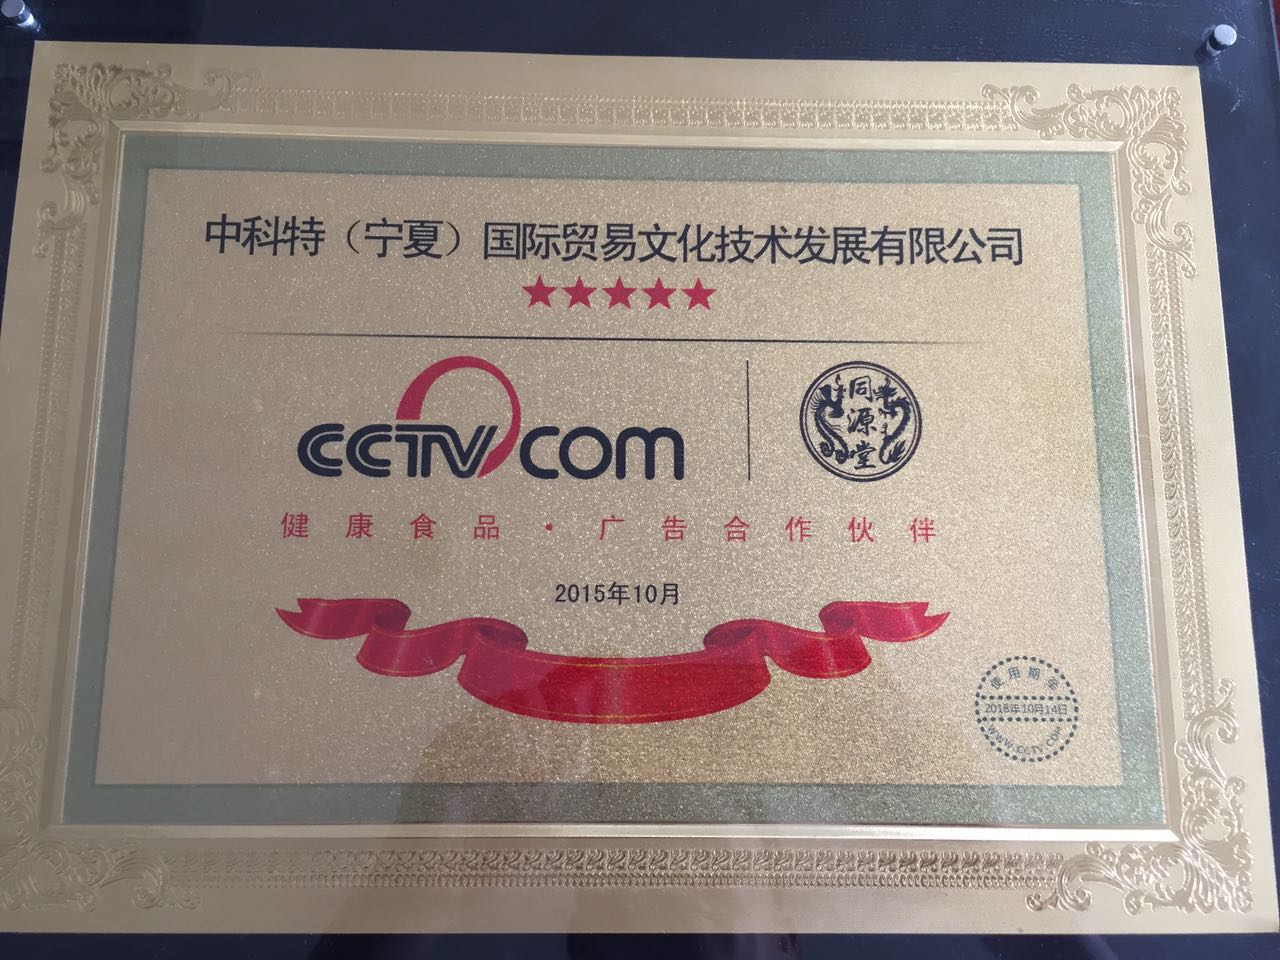 中科特（宁夏）国际贸易文化技术发展有限公司
CCTV.com
同源堂
健康食品·广告合作伙伴
2015年10月
使用期至
2018年10月14日
WWW.CCTV.COM